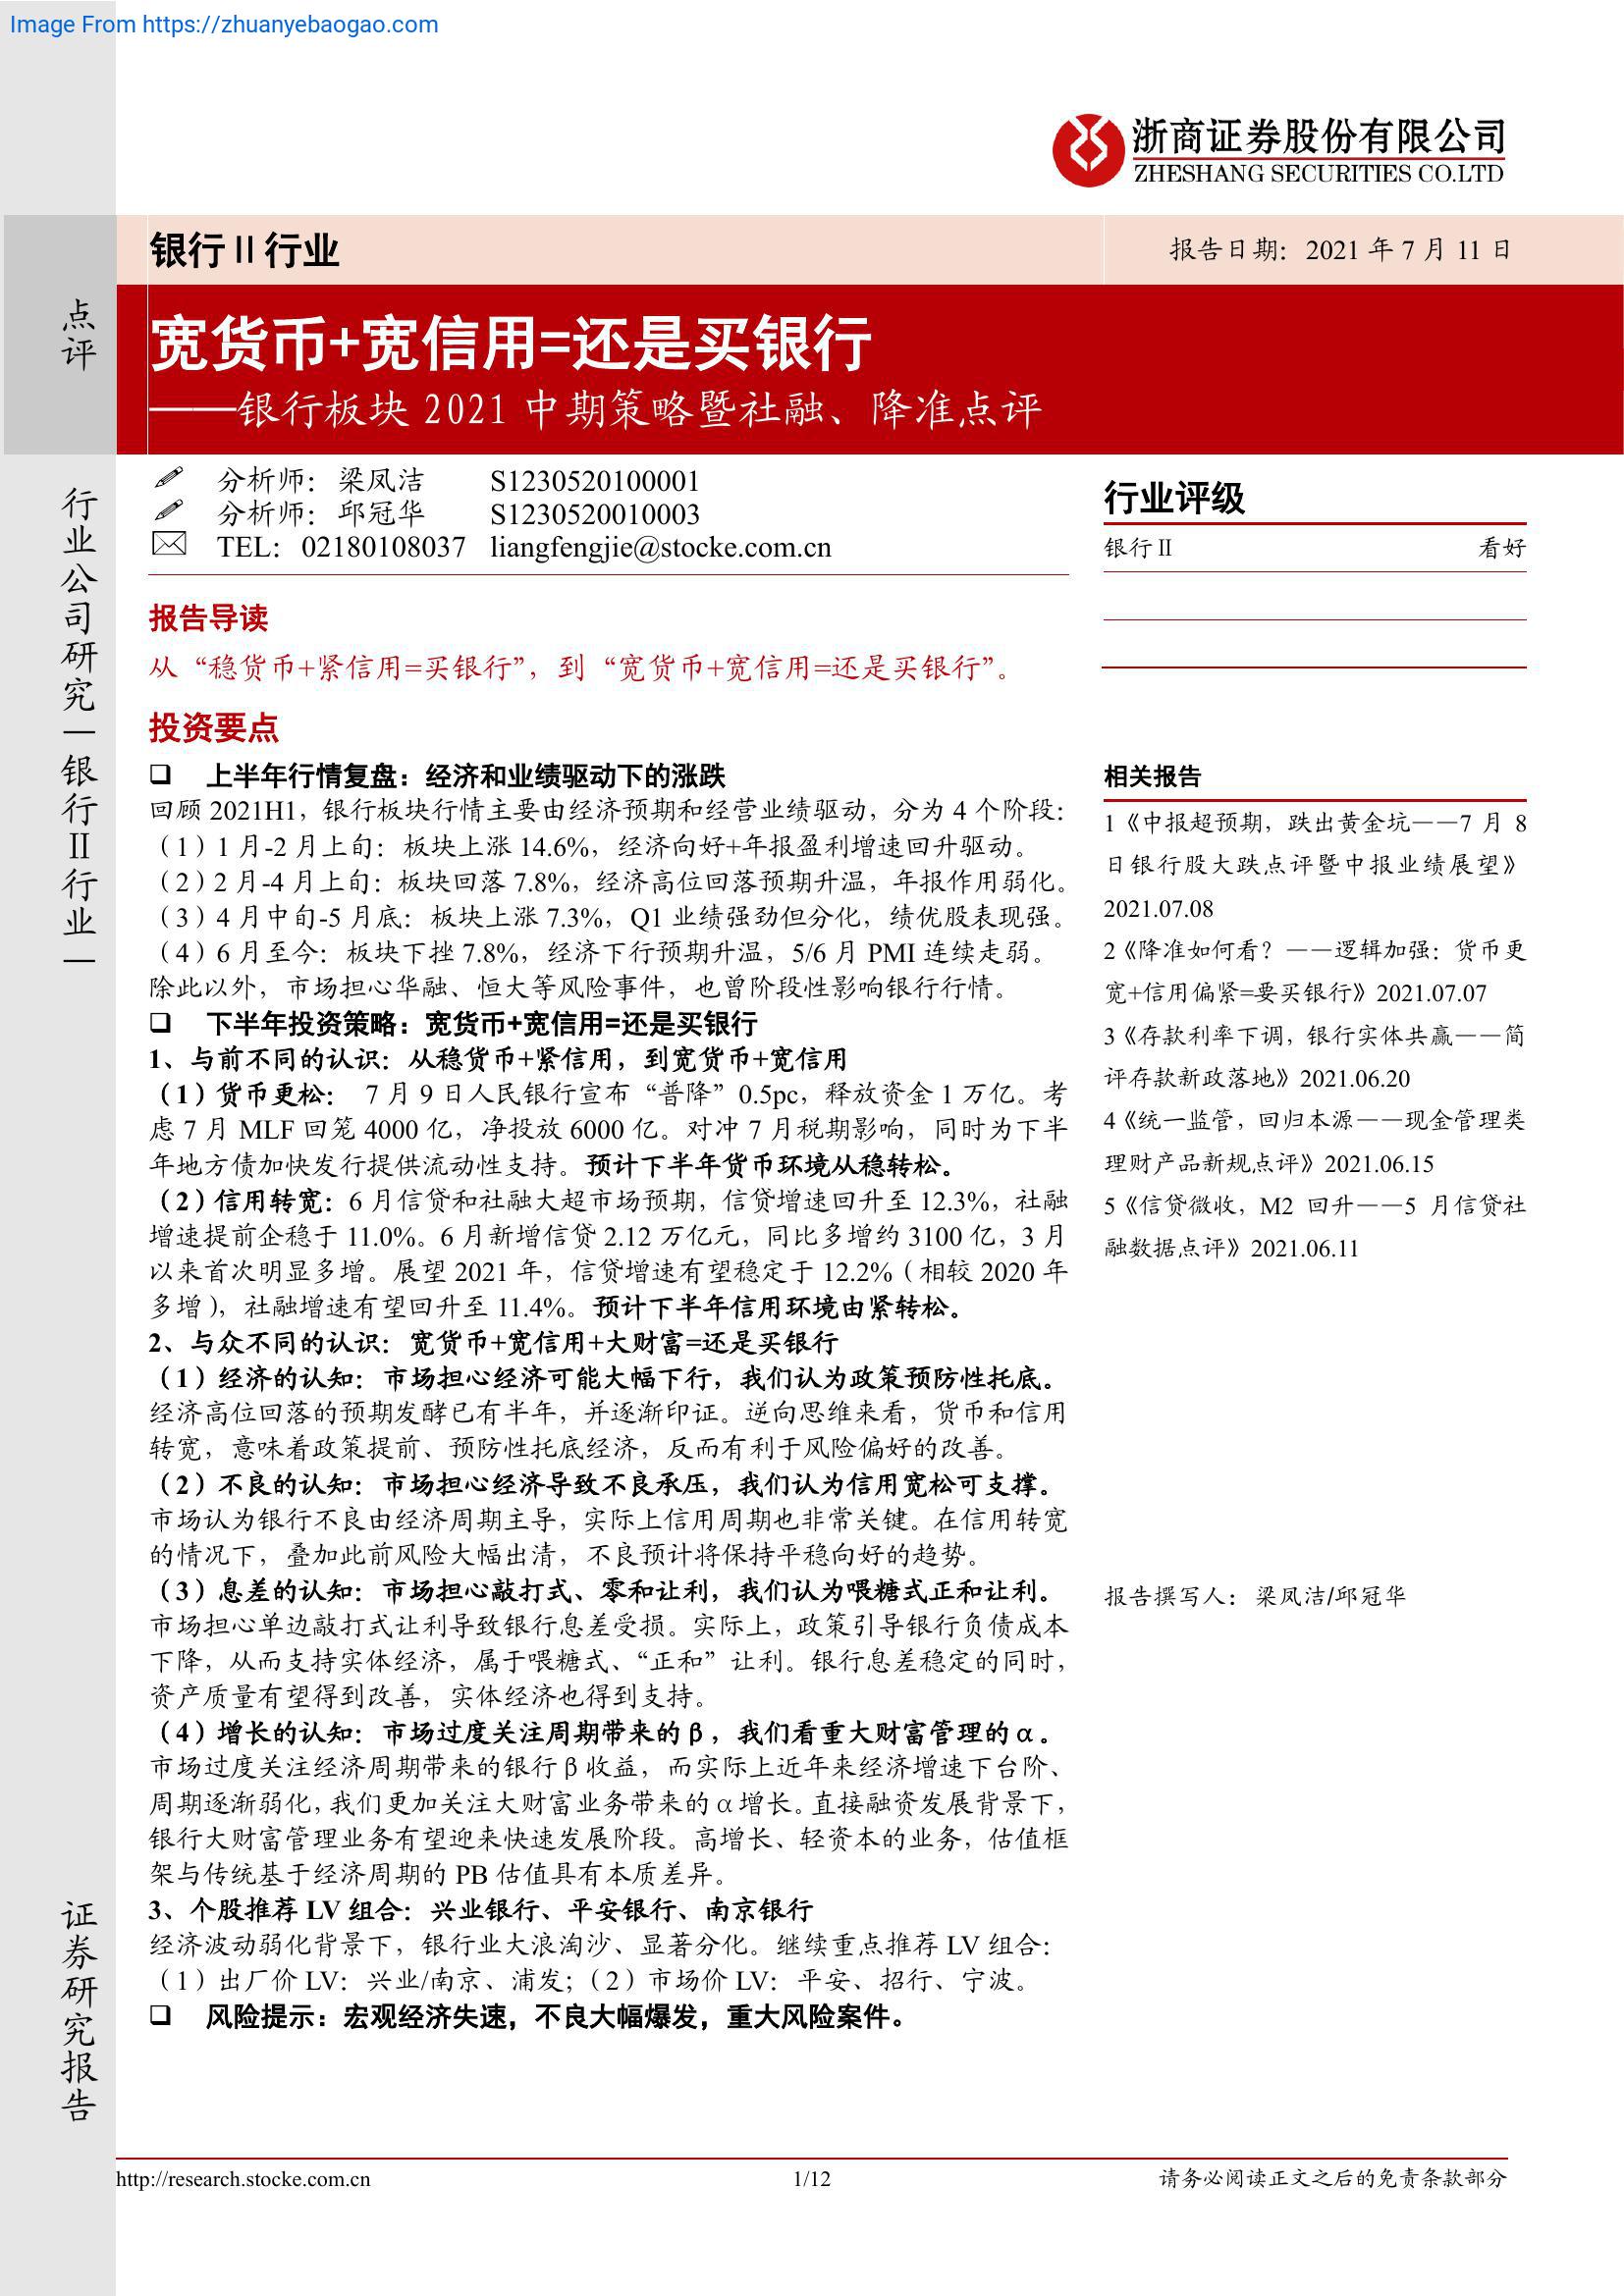 Image From https://zhuanyebaogao.com
浙商证券股份有限公司
ZHESHANG SECURITIES CO.LTD
银行Ⅱ行业
报告日期：2021 年 7 月 11 日
点评
宽货币+宽信用=还是买银行
——银行板块 2021 中期策略暨社融、降准点评
行业公司研究｜银行Ⅱ行业｜
分析师：梁凤洁 S1230520100001
分析师：邱冠华 S1230520010003
TEL：02180108037 liangfengjie@stocke.com.cn
行业评级
银行Ⅱ 看好
报告导读
从“稳货币+紧信用=买银行”，到“宽货币+宽信用=还是买银行”。
投资要点
❑ 上半年行情复盘：经济和业绩驱动下的涨跌
回顾 2021H1，银行板块行情主要由经济预期和经营业绩驱动，分为 4 个阶段：
（1）1 月-2 月上旬：板块上涨 14.6%，经济向好+年报盈利增速回升驱动。
（2）2 月-4 月上旬：板块回落 7.8%，经济高位回落预期升温，年报作用弱化。
（3）4 月中旬-5 月底：板块上涨 7.3%，Q1 业绩强劲但分化，绩优股表现强。
（4）6 月至今：板块下挫 7.8%，经济下行预期升温，5/6 月 PMI 连续走弱。
除此以外，市场担心华融、恒大等风险事件，也曾阶段性影响银行行情。
❑ 下半年投资策略：宽货币+宽信用=还是买银行
1、与前不同的认识：从稳货币+紧信用，到宽货币+宽信用
（1）货币更松： 7 月 9 日人民银行宣布“普降”0.5pc，释放资金 1 万亿。考
虑 7 月 MLF 回笼 4000 亿，净投放 6000 亿。对冲 7 月税期影响，同时为下半
年地方债加快发行提供流动性支持。预计下半年货币环境从稳转松。
（2）信用转宽：6 月信贷和社融大超市场预期，信贷增速回升至 12.3%，社融
增速提前企稳于 11.0%。6 月新增信贷 2.12 万亿元，同比多增约 3100 亿，3 月
以来首次明显多增。展望 2021 年，信贷增速有望稳定于 12.2%（相较 2020 年
多增），社融增速有望回升至 11.4%。预计下半年信用环境由紧转松。
2、与众不同的认识：宽货币+宽信用+大财富=还是买银行
（1）经济的认知：市场担心经济可能大幅下行，我们认为政策预防性托底。
经济高位回落的预期发酵已有半年，并逐渐印证。逆向思维来看，货币和信用
转宽，意味着政策提前、预防性托底经济，反而有利于风险偏好的改善。
（2）不良的认知：市场担心经济导致不良承压，我们认为信用宽松可支撑。
市场认为银行不良由经济周期主导，实际上信用周期也非常关键。在信用转宽
的情况下，叠加此前风险大幅出清，不良预计将保持平稳向好的趋势。
（3）息差的认知：市场担心敲打式、零和让利，我们认为喂糖式正和让利。
市场担心单边敲打式让利导致银行息差受损。实际上，政策引导银行负债成本
下降，从而支持实体经济，属于喂糖式、“正和”让利。银行息差稳定的同时，
资产质量有望得到改善，实体经济也得到支持。
（4）增长的认知：市场过度关注周期带来的β，我们看重大财富管理的α。
市场过度关注经济周期带来的银行β收益，而实际上近年来经济增速下台阶、
周期逐渐弱化，我们更加关注大财富业务带来的α增长。直接融资发展背景下，
银行大财富管理业务有望迎来快速发展阶段。高增长、轻资本的业务，估值框
架与传统基于经济周期的 PB 估值具有本质差异。
3、个股推荐 LV 组合：兴业银行、平安银行、南京银行
经济波动弱化背景下，银行业大浪淘沙、显著分化。继续重点推荐 LV 组合：
（1）出厂价 LV：兴业/南京、浦发；（2）市场价 LV：平安、招行、宁波。
❑ 风险提示：宏观经济失速，不良大幅爆发，重大风险案件。
相关报告
1《中报超预期，跌出黄金坑——7 月 8
日银行股大跌点评暨中报业绩展望》
2021.07.08
2《降准如何看？——逻辑加强：货币更
宽+信用偏紧=要买银行》2021.07.07
3《存款利率下调，银行实体共赢——简
评存款新政落地》2021.06.20
4《统一监管，回归本源——现金管理类
理财产品新规点评》2021.06.15
5《信贷微收，M2 回升——5 月信贷社
融数据点评》2021.06.11
报告撰写人：梁凤洁/邱冠华
证券研究报告
http://research.stocke.com.cn
1/12
请务必阅读正文之后的免责条款部分